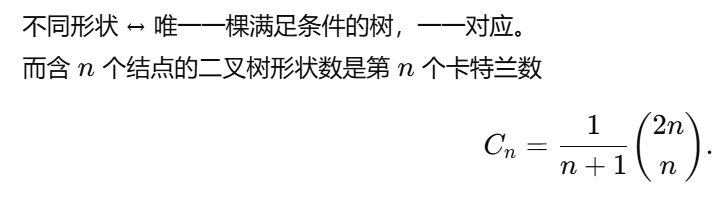 不同形状 ↔ 唯一一棵满足条件的树，一一对应。
而含 n 个结点的二叉树形状数是第 n 个卡特兰数
C_n = \frac{1}{n+1} \binom{2n}{n}.